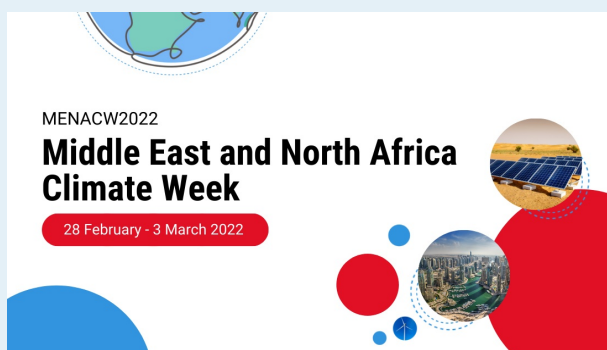 MENACW2022
Middle East and North Africa
Climate Week
28 February - 3 March 2022